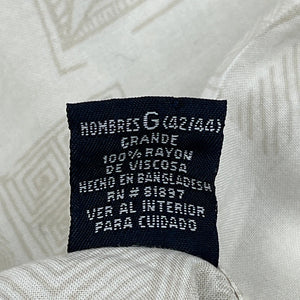 HOMBRES G (42/44)
GRANDE
100% RAYON
DE VISCOSA
HECHO EN BANGLADESH
RN # 81897
VER AL INTERIOR
PARA CUIDADO